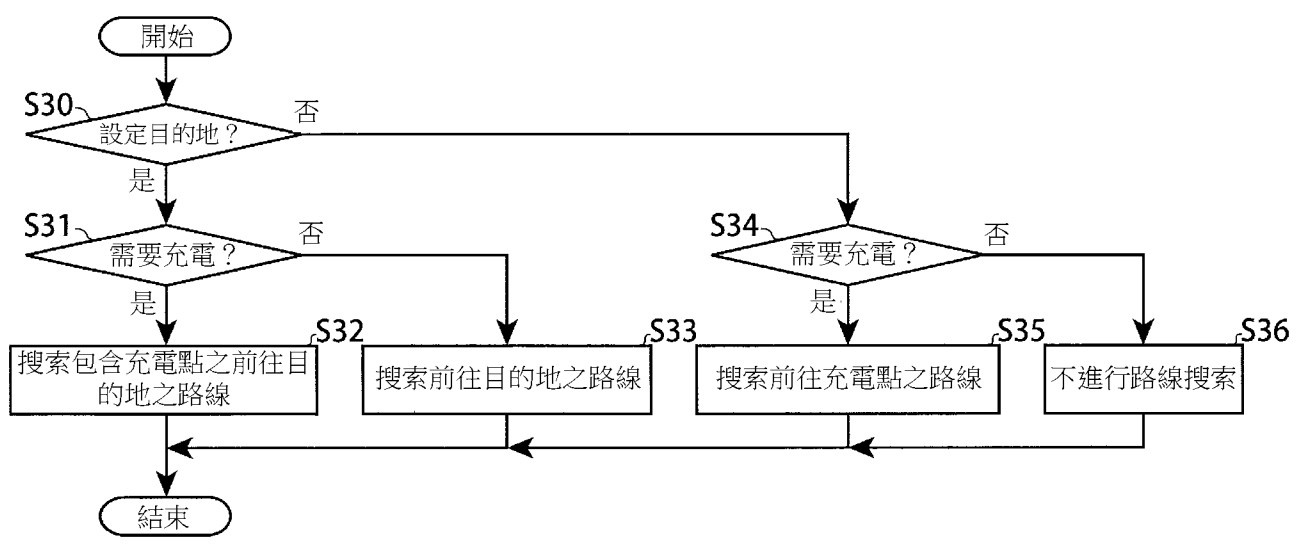 開始
S30
設定目的地？
否
是
S31
需要充電？
否
是
S34
需要充電？
否
是
S32
搜索包含充電點之前往目
的地之路線
S33
搜索前往目的地之路線
S35
搜索前往充電點之路線
S36
不進行路線搜索
結束